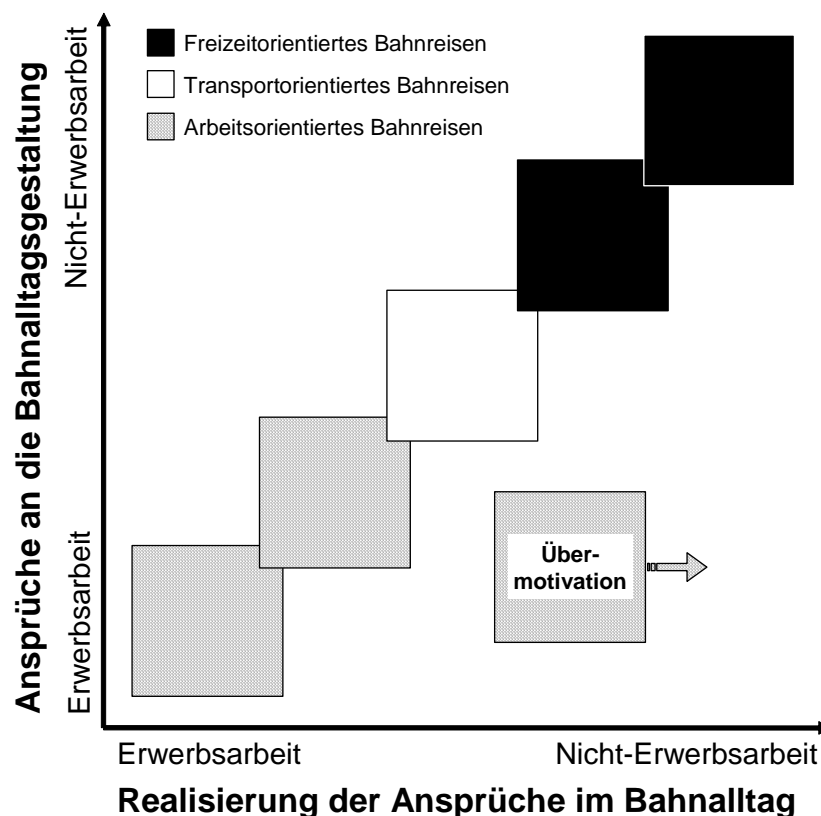 Freizeitorientiertes Bahnreisen
Transportorientiertes Bahnreisen
Arbeitsorientiertes Bahnreisen
Ansprüche an die Bahnalltagsgestaltung
Nicht-Erwerbsarbeit
Erwerbsarbeit
Über-
motivation
Erwerbsarbeit
Nicht-Erwerbsarbeit
Realisierung der Ansprüche im Bahnalltag